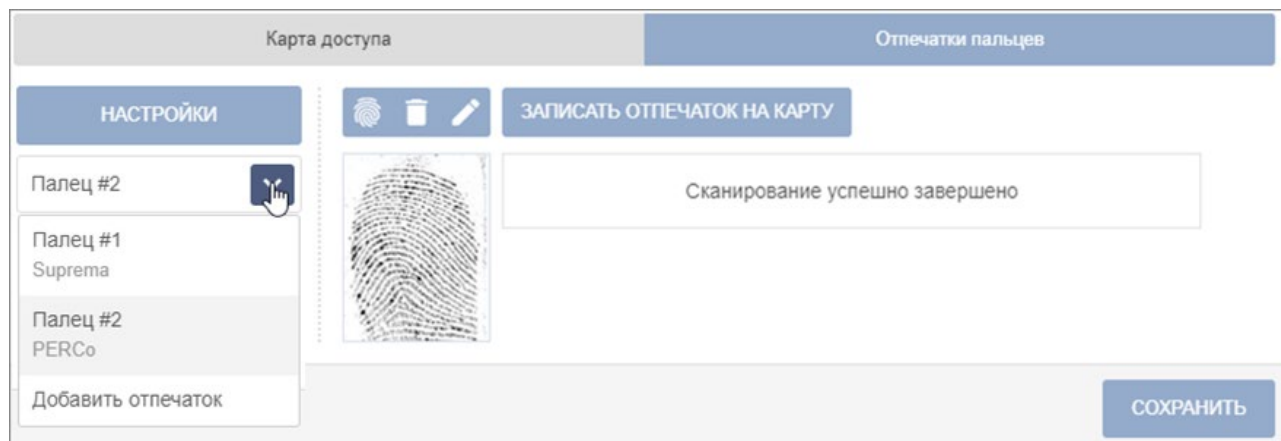 Карта доступа
Отпечатки пальцев
НАСТРОЙКИ
ЗАПИСАТЬ ОТПЕЧАТОК НА КАРТУ
Палец #2
Сканирование успешно завершено
Палец #1
Suprema
Палец #2
PERCo
Добавить отпечаток
СОХРАНИТЬ